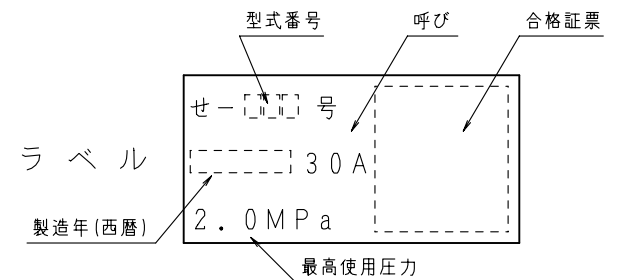 型式番号
呼び
合格証票
せー 号
ラベル
30A
製造年(西暦)
2.0MPa
最高使用圧力